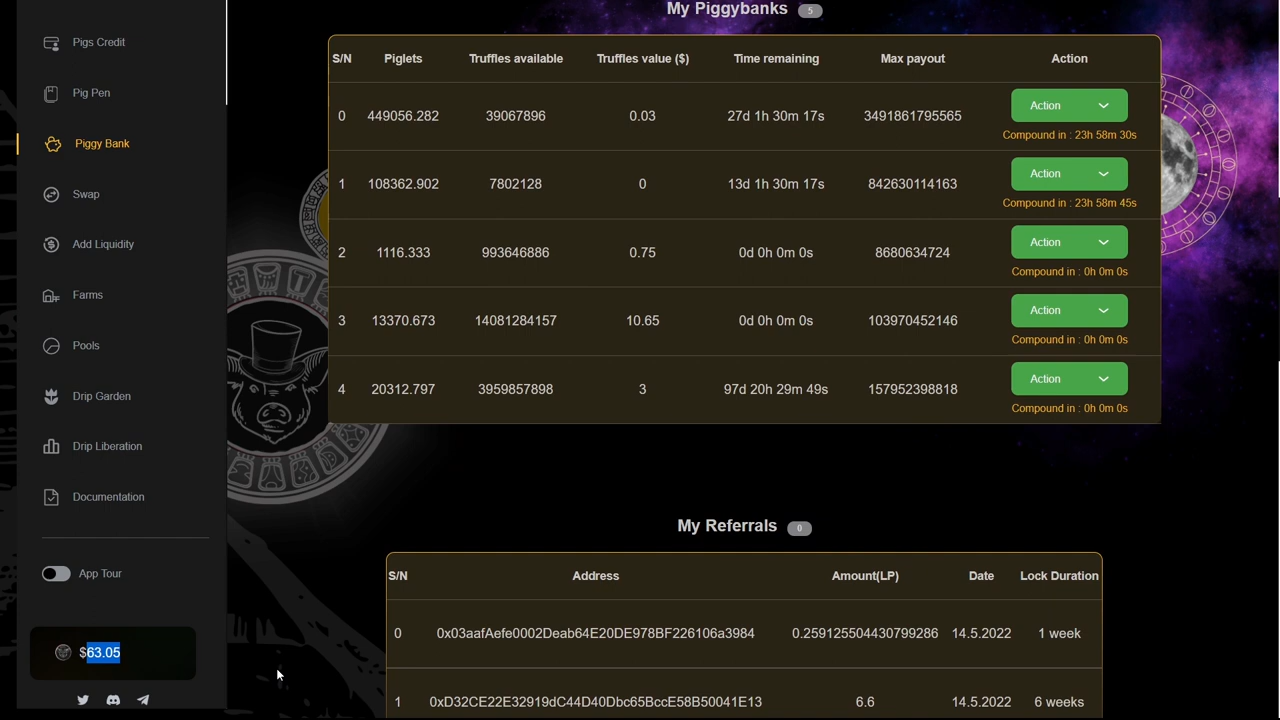 Pigs Credit
Pig Pen
Piggy Bank
Swap
Add Liquidity
Farms
Pools
Drip Garden
Drip Liberation
Documentation
App Tour
$63.05
My Piggybanks 5
S/N Piglets Truffles available Truffles value ($) Time remaining Max payout Action
0 449056.282 39067896 0.03 27d 1h 30m 17s 3491861795565 Action
Compound in : 23h 58m 30s
1 108362.902 7802128 0 13d 1h 30m 17s 842630114163 Action
Compound in : 23h 58m 45s
2 1116.333 993646886 0.75 0d 0h 0m 0s 8680634724 Action
Compound in : 0h 0m 0s
3 13370.673 14081284157 10.65 0d 0h 0m 0s 103970452146 Action
Compound in : 0h 0m 0s
4 20312.797 3959857898 3 97d 20h 29m 49s 157952398818 Action
Compound in : 0h 0m 0s
My Referrals 0
S/N Address Amount(LP) Date Lock Duration
0 0x03aafAefe0002Deab64E20DE978BF226106a3984 0.259125504430799286 14.5.2022 1 week
1 0xD32CE22E32919dC44D40Dbc65BccE58B50041E13 6.6 14.5.2022 6 weeks